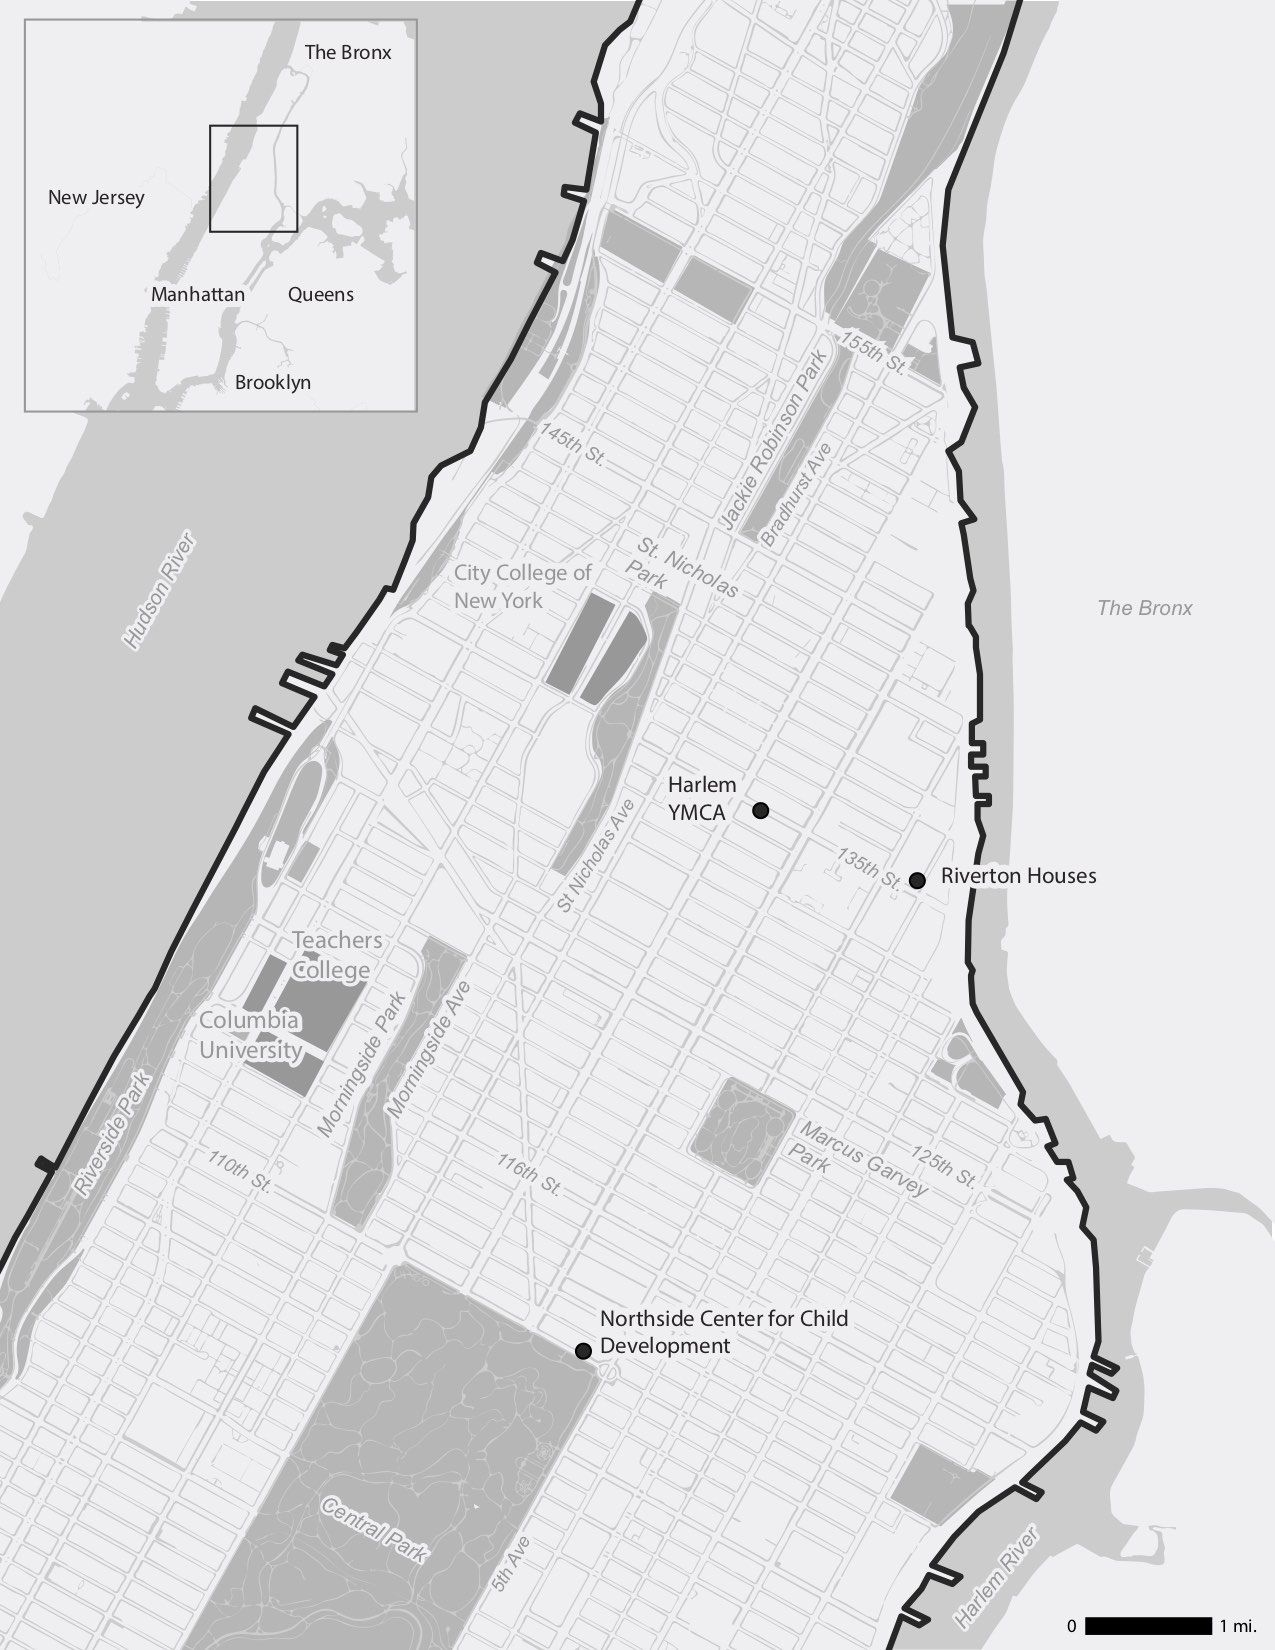 The Bronx
New Jersey
Manhattan
Queens
Brooklyn
155th St.
Jackie Robinson Park
Bradhurst Ave
145th St.
Hudson River
St. Nicholas
Park
City College of
New York
The Bronx
Harlem
YMCA
St Nicholas Ave
135th St.
Riverton Houses
Teachers
College
Columbia
University
Morningside Park
Morningside Ave
Riverside Park
110th St.
116th St.
Marcus Garvey
Park
125th St.
Northside Center for Child
Development
Central Park
5th Ave
Harlem River
0 1 mi.